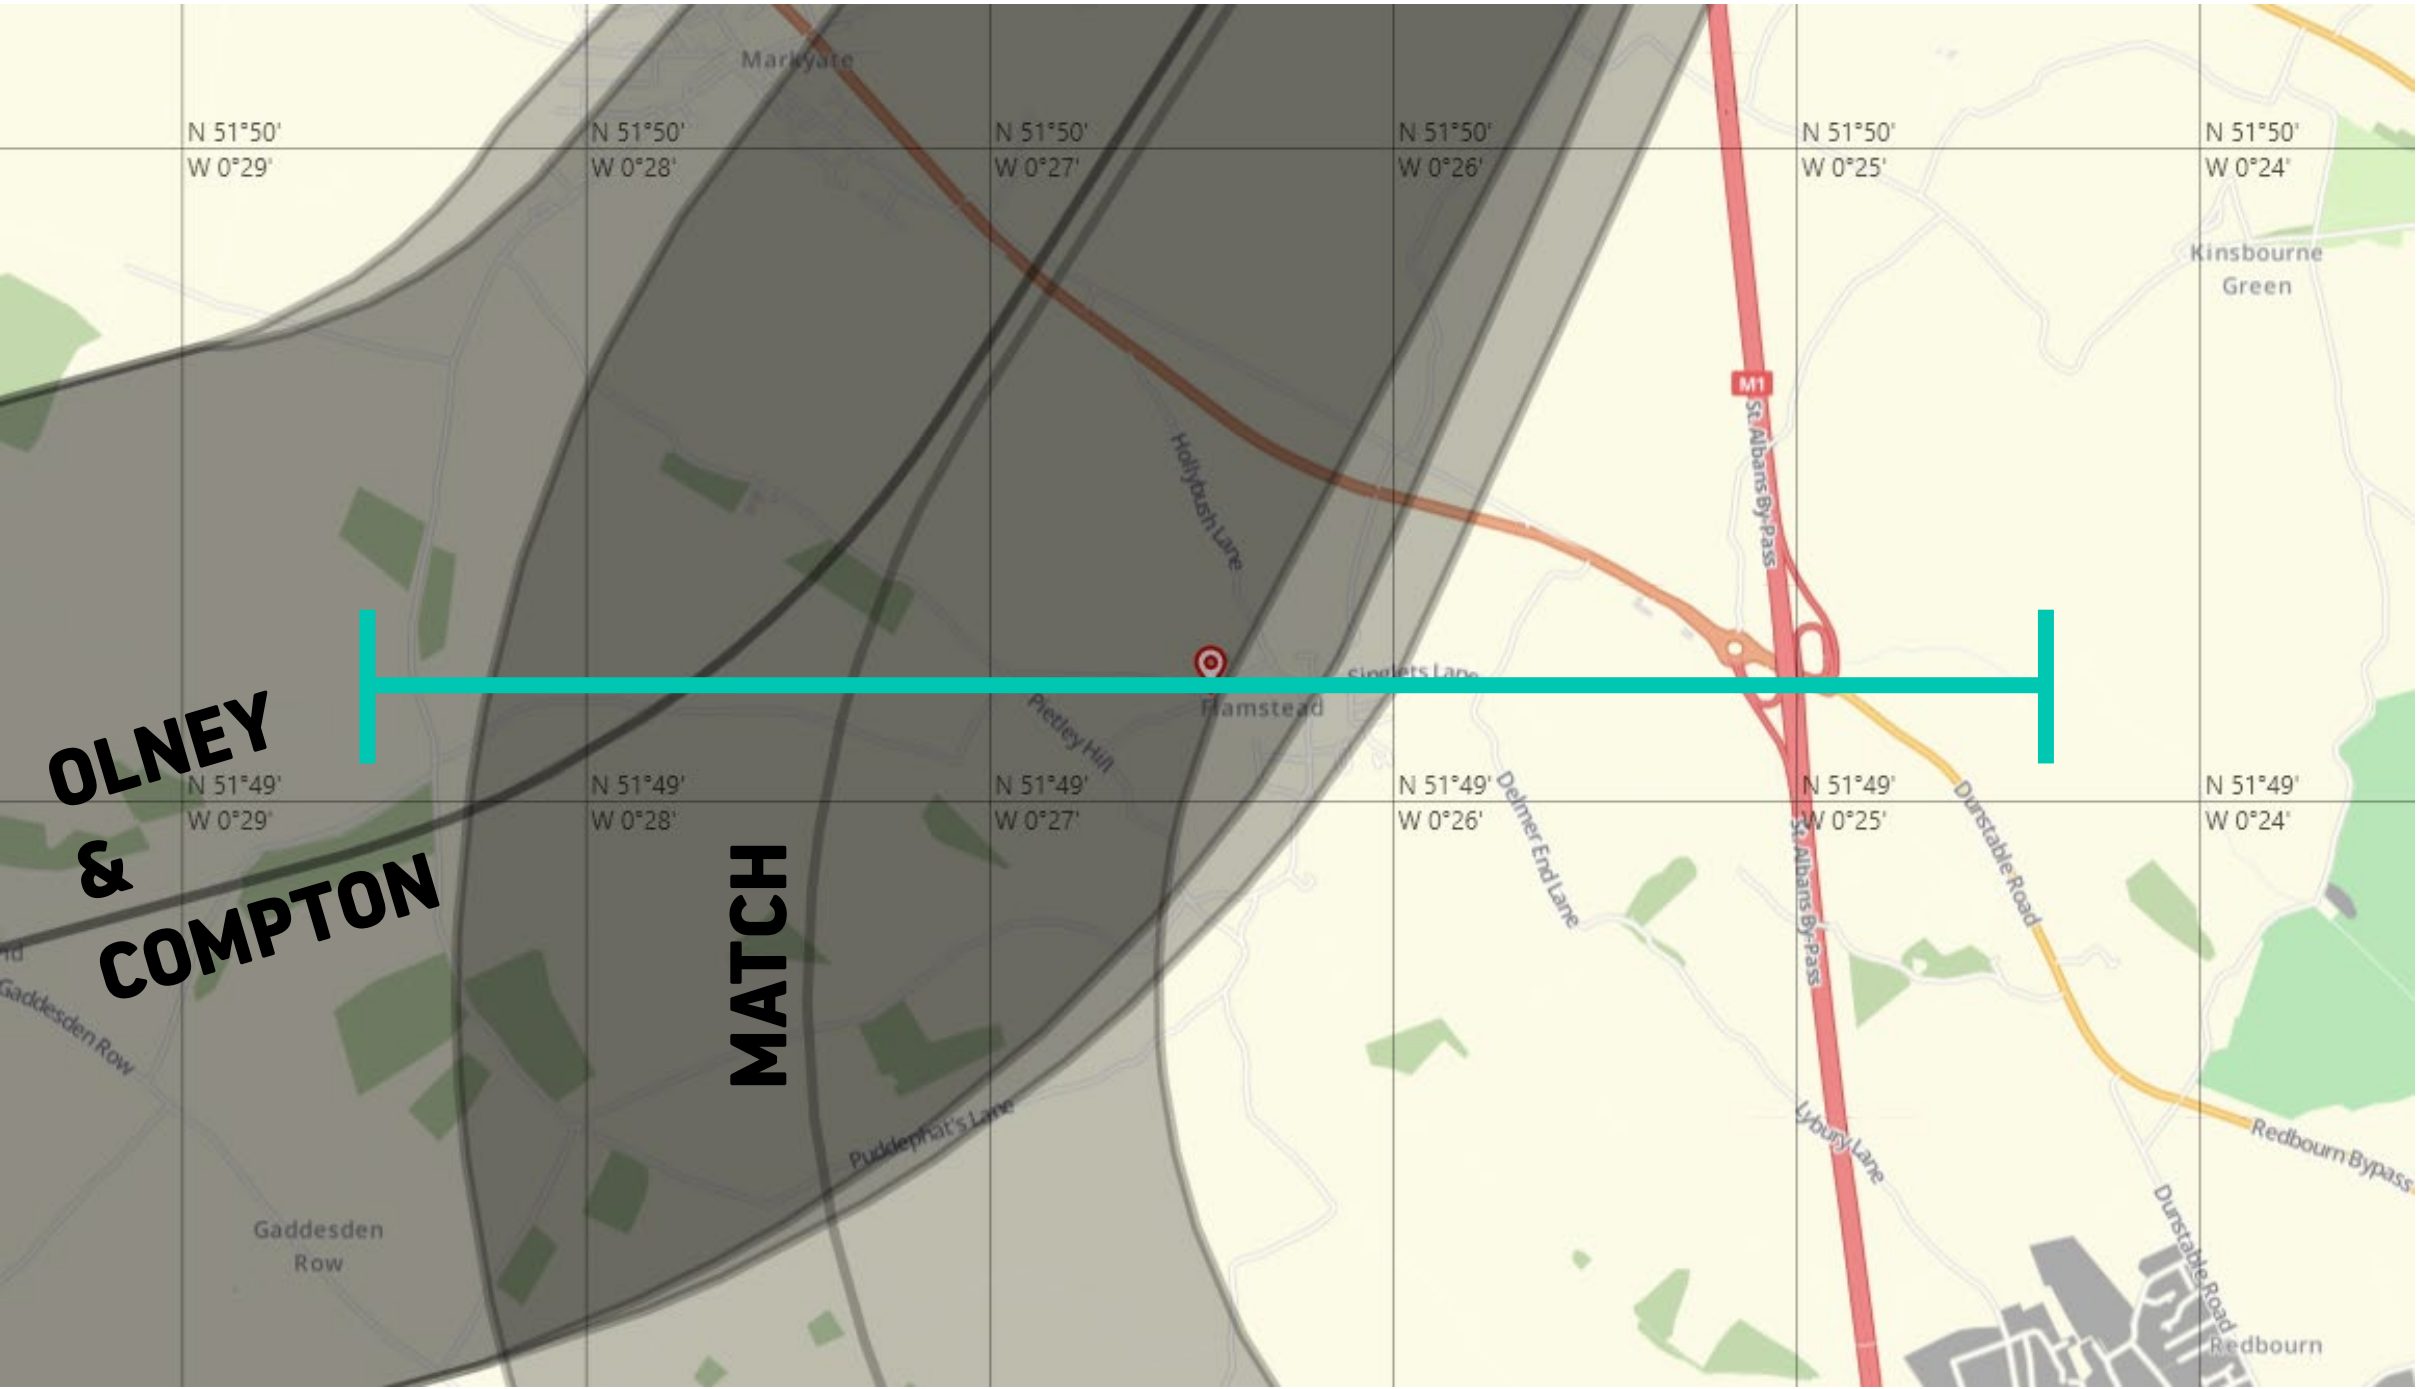 Markyate
N 51°50'
W 0°29'
N 51°50'
W 0°28'
N 51°50'
W 0°27'
N 51°50'
W 0°26'
N 51°50'
W 0°25'
N 51°50'
W 0°24'
Kinsbourne
Green
M1
St. Albans By-Pass
Hollybush Lane
Singlets Lane
Flamstead
Pietley Hill
OLNEY
&
COMPTON
MATCH
N 51°49'
W 0°29'
N 51°49'
W 0°28'
N 51°49'
W 0°27'
N 51°49'
W 0°26'
N 51°49'
W 0°25'
N 51°49'
W 0°24'
Delmer End Lane
Dunstable Road
St. Albans By-Pass
nd
Gaddesden Row
Puddephat's Lane
Lybury Lane
Redbourn Bypass
Dunstable Road
Gaddesden
Row
Redbourn